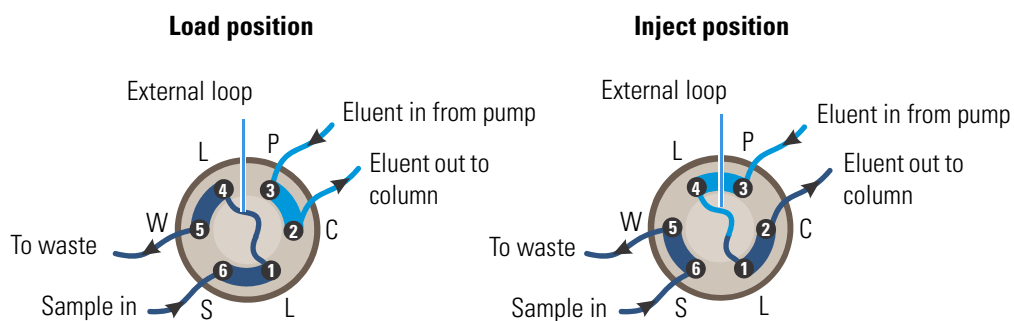 Load position
External loop
Eluent in from pump
L
P
Eluent out to
column
4
3
W
5
2
C
To waste
6
1
Sample in
S
L
Inject position
External loop
Eluent in from pump
L
P
Eluent out to
column
4
3
W
5
2
C
To waste
6
1
Sample in
S
L